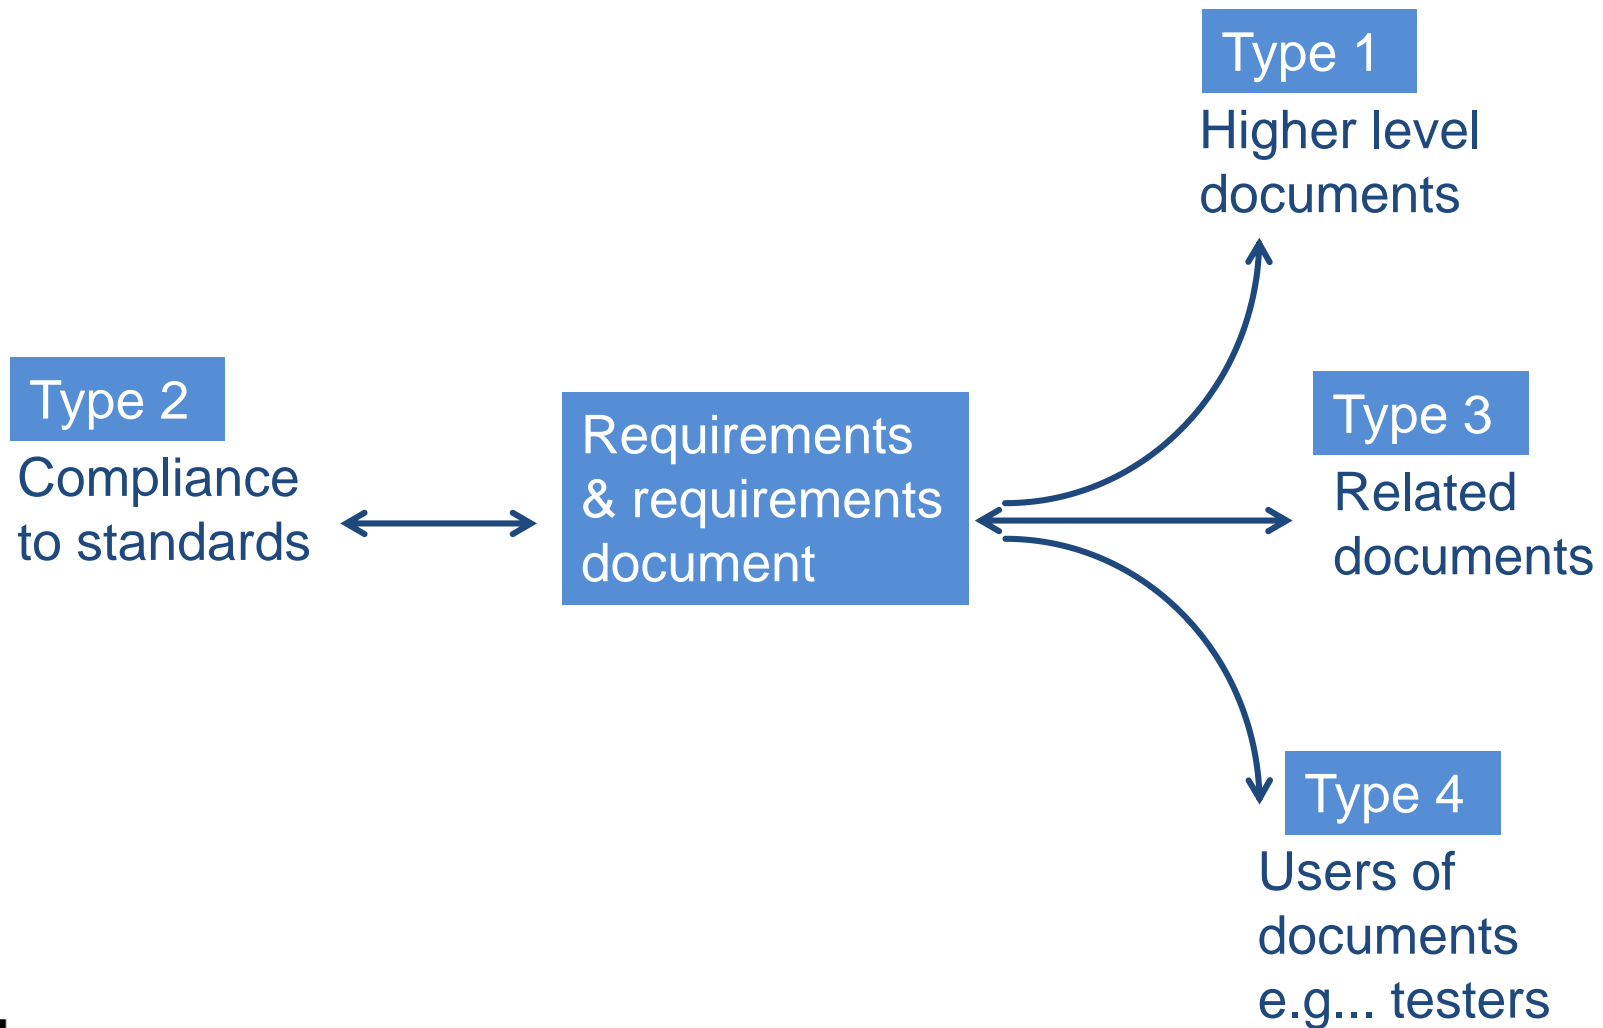 Type 1
Higher level
documents
Type 2
Compliance
to standards
Requirements
& requirements
document
Type 3
Related
documents
Type 4
Users of
documents
e.g... testers